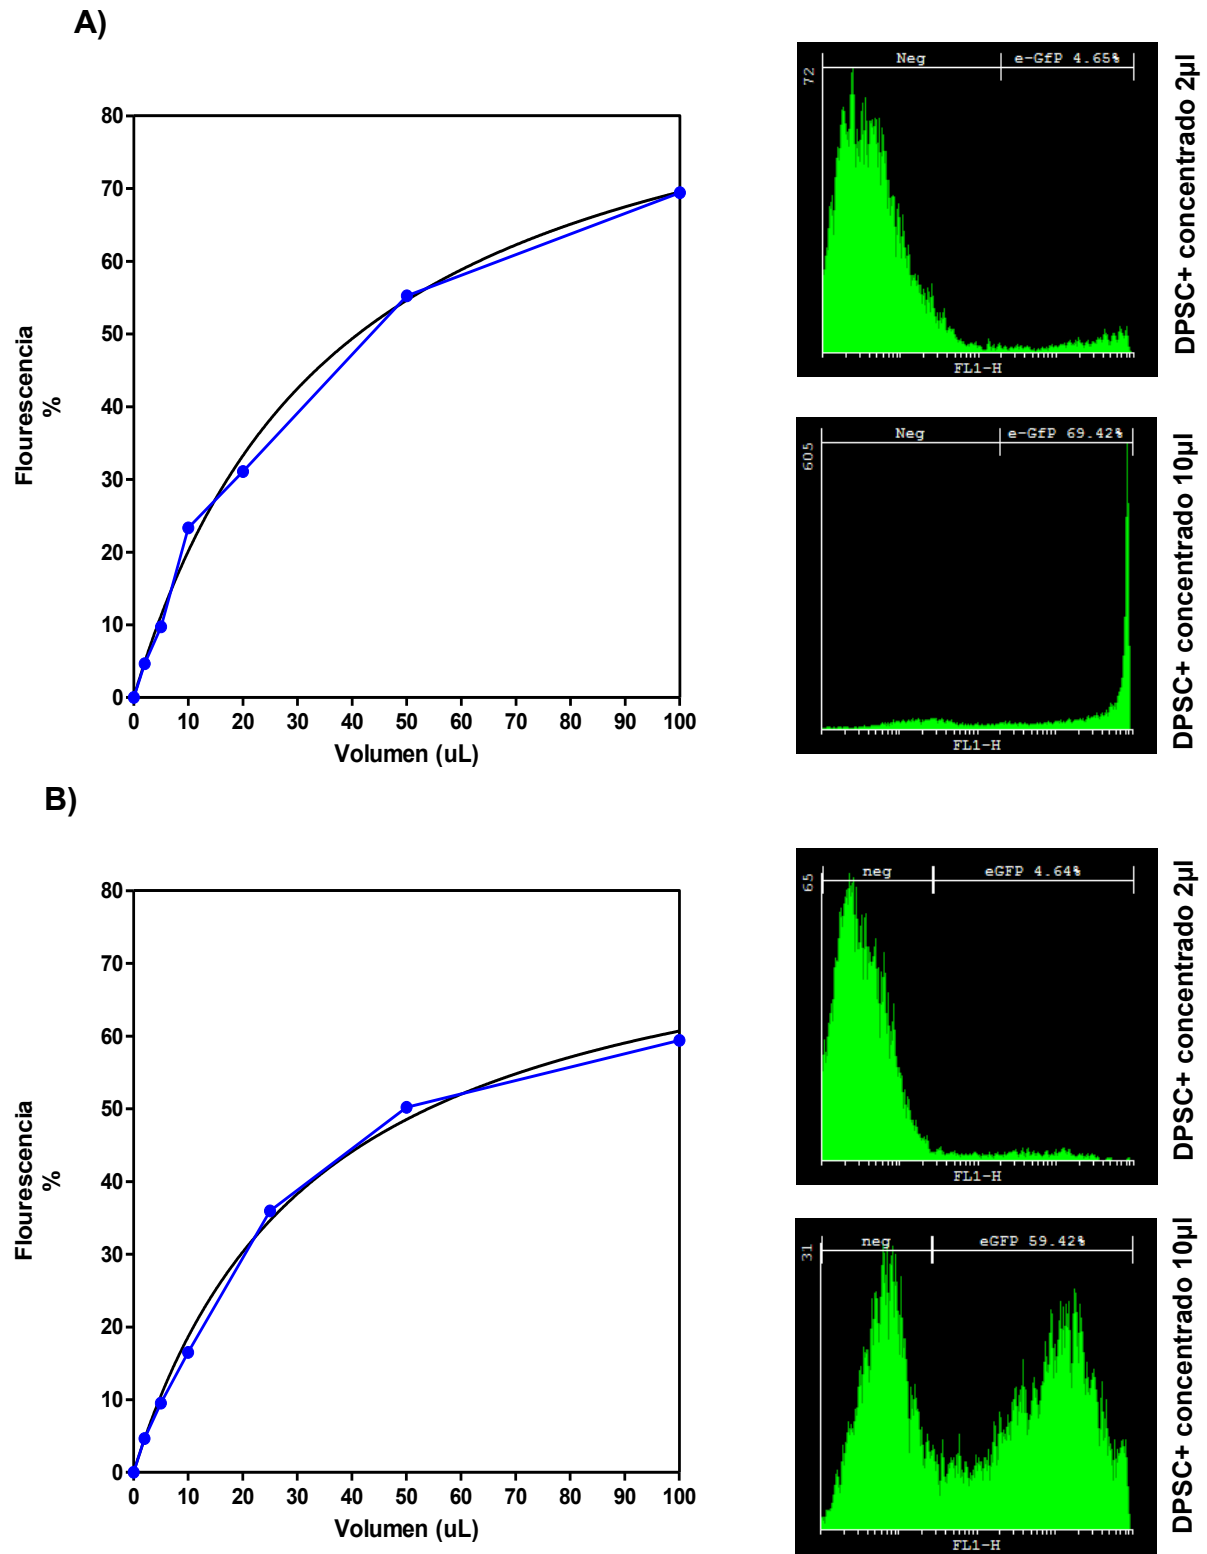 A)
80
70
60
50
40
30
20
10
0
Flourescencia
%
0 10 20 30 40 50 60 70 80 90 100
Volumen (uL)
Neg e-GfP 4.65%
72
FL1-H
DPSC+ concentrado 2µl
Neg e-GfP 69.42%
605
FL1-H
DPSC+ concentrado 10µl
B)
80
70
60
50
40
30
20
10
0
Flourescencia
%
0 10 20 30 40 50 60 70 80 90 100
Volumen (uL)
neg eGFP 4.64%
65
FL1-H
DPSC+ concentrado 2µl
neg eGFP 59.42%
31
FL1-H
DPSC+ concentrado 10µl